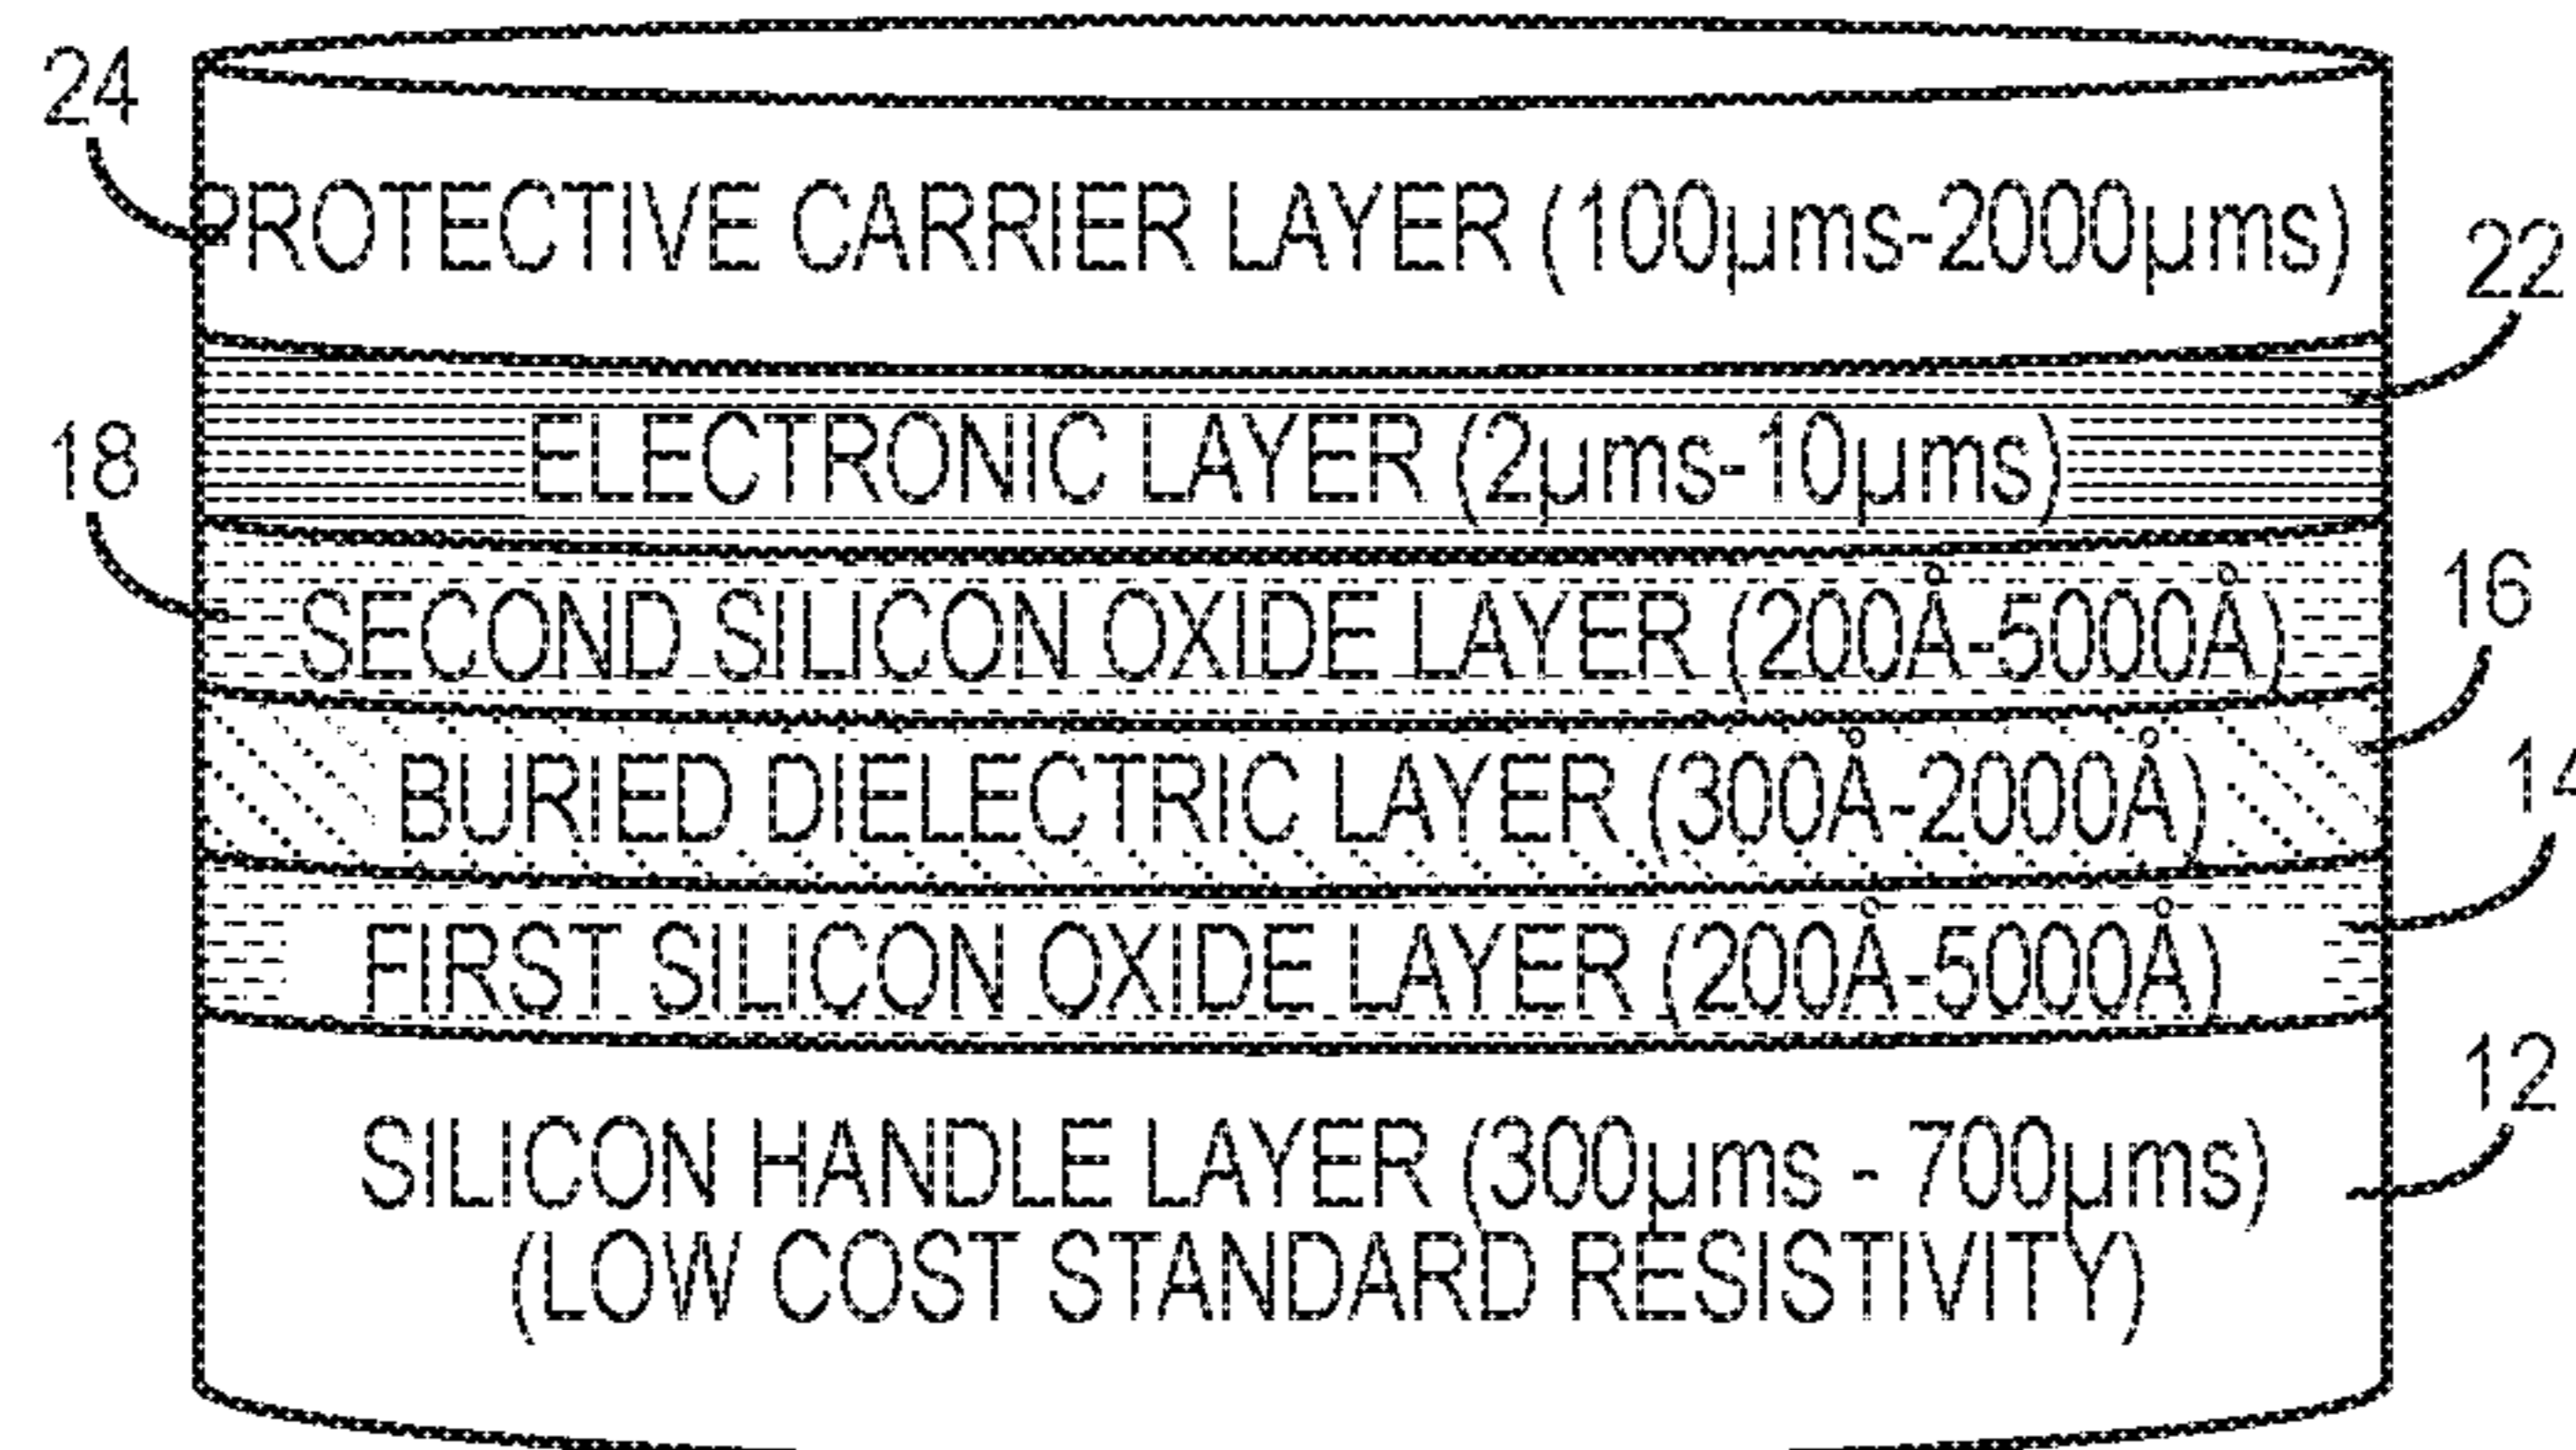 24
PROTECTIVE CARRIER LAYER (100µms-2000µms)
22
ELECTRONIC LAYER (2µms-10µms)
18
SECOND SILICON OXIDE LAYER (200Å-5000Å)
16
BURIED DIELECTRIC LAYER (300Å-2000Å)
14
FIRST SILICON OXIDE LAYER (200Å-5000Å)
12
SILICON HANDLE LAYER (300µms - 700µms)
(LOW COST STANDARD RESISTIVITY)